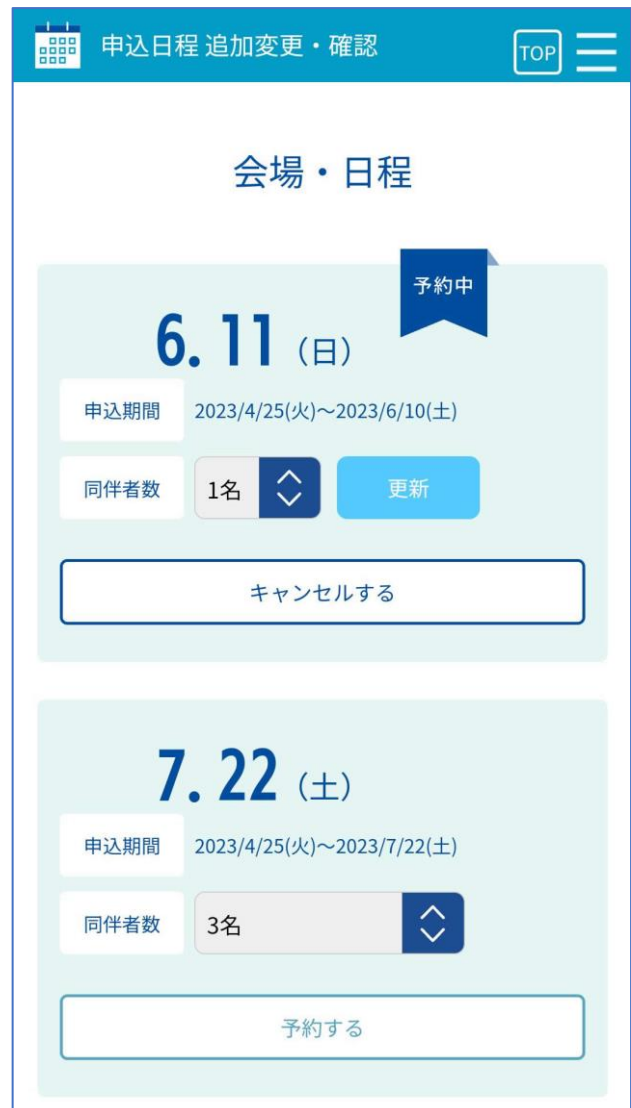 申込日程 追加変更・確認 TOP
会場・日程
予約中
6.11（日）
申込期間 2023/4/25(火)～2023/6/10(土)
同伴者数 1名 更新
キャンセルする
7.22（土）
申込期間 2023/4/25(火)～2023/7/22(土)
同伴者数 3名
予約する